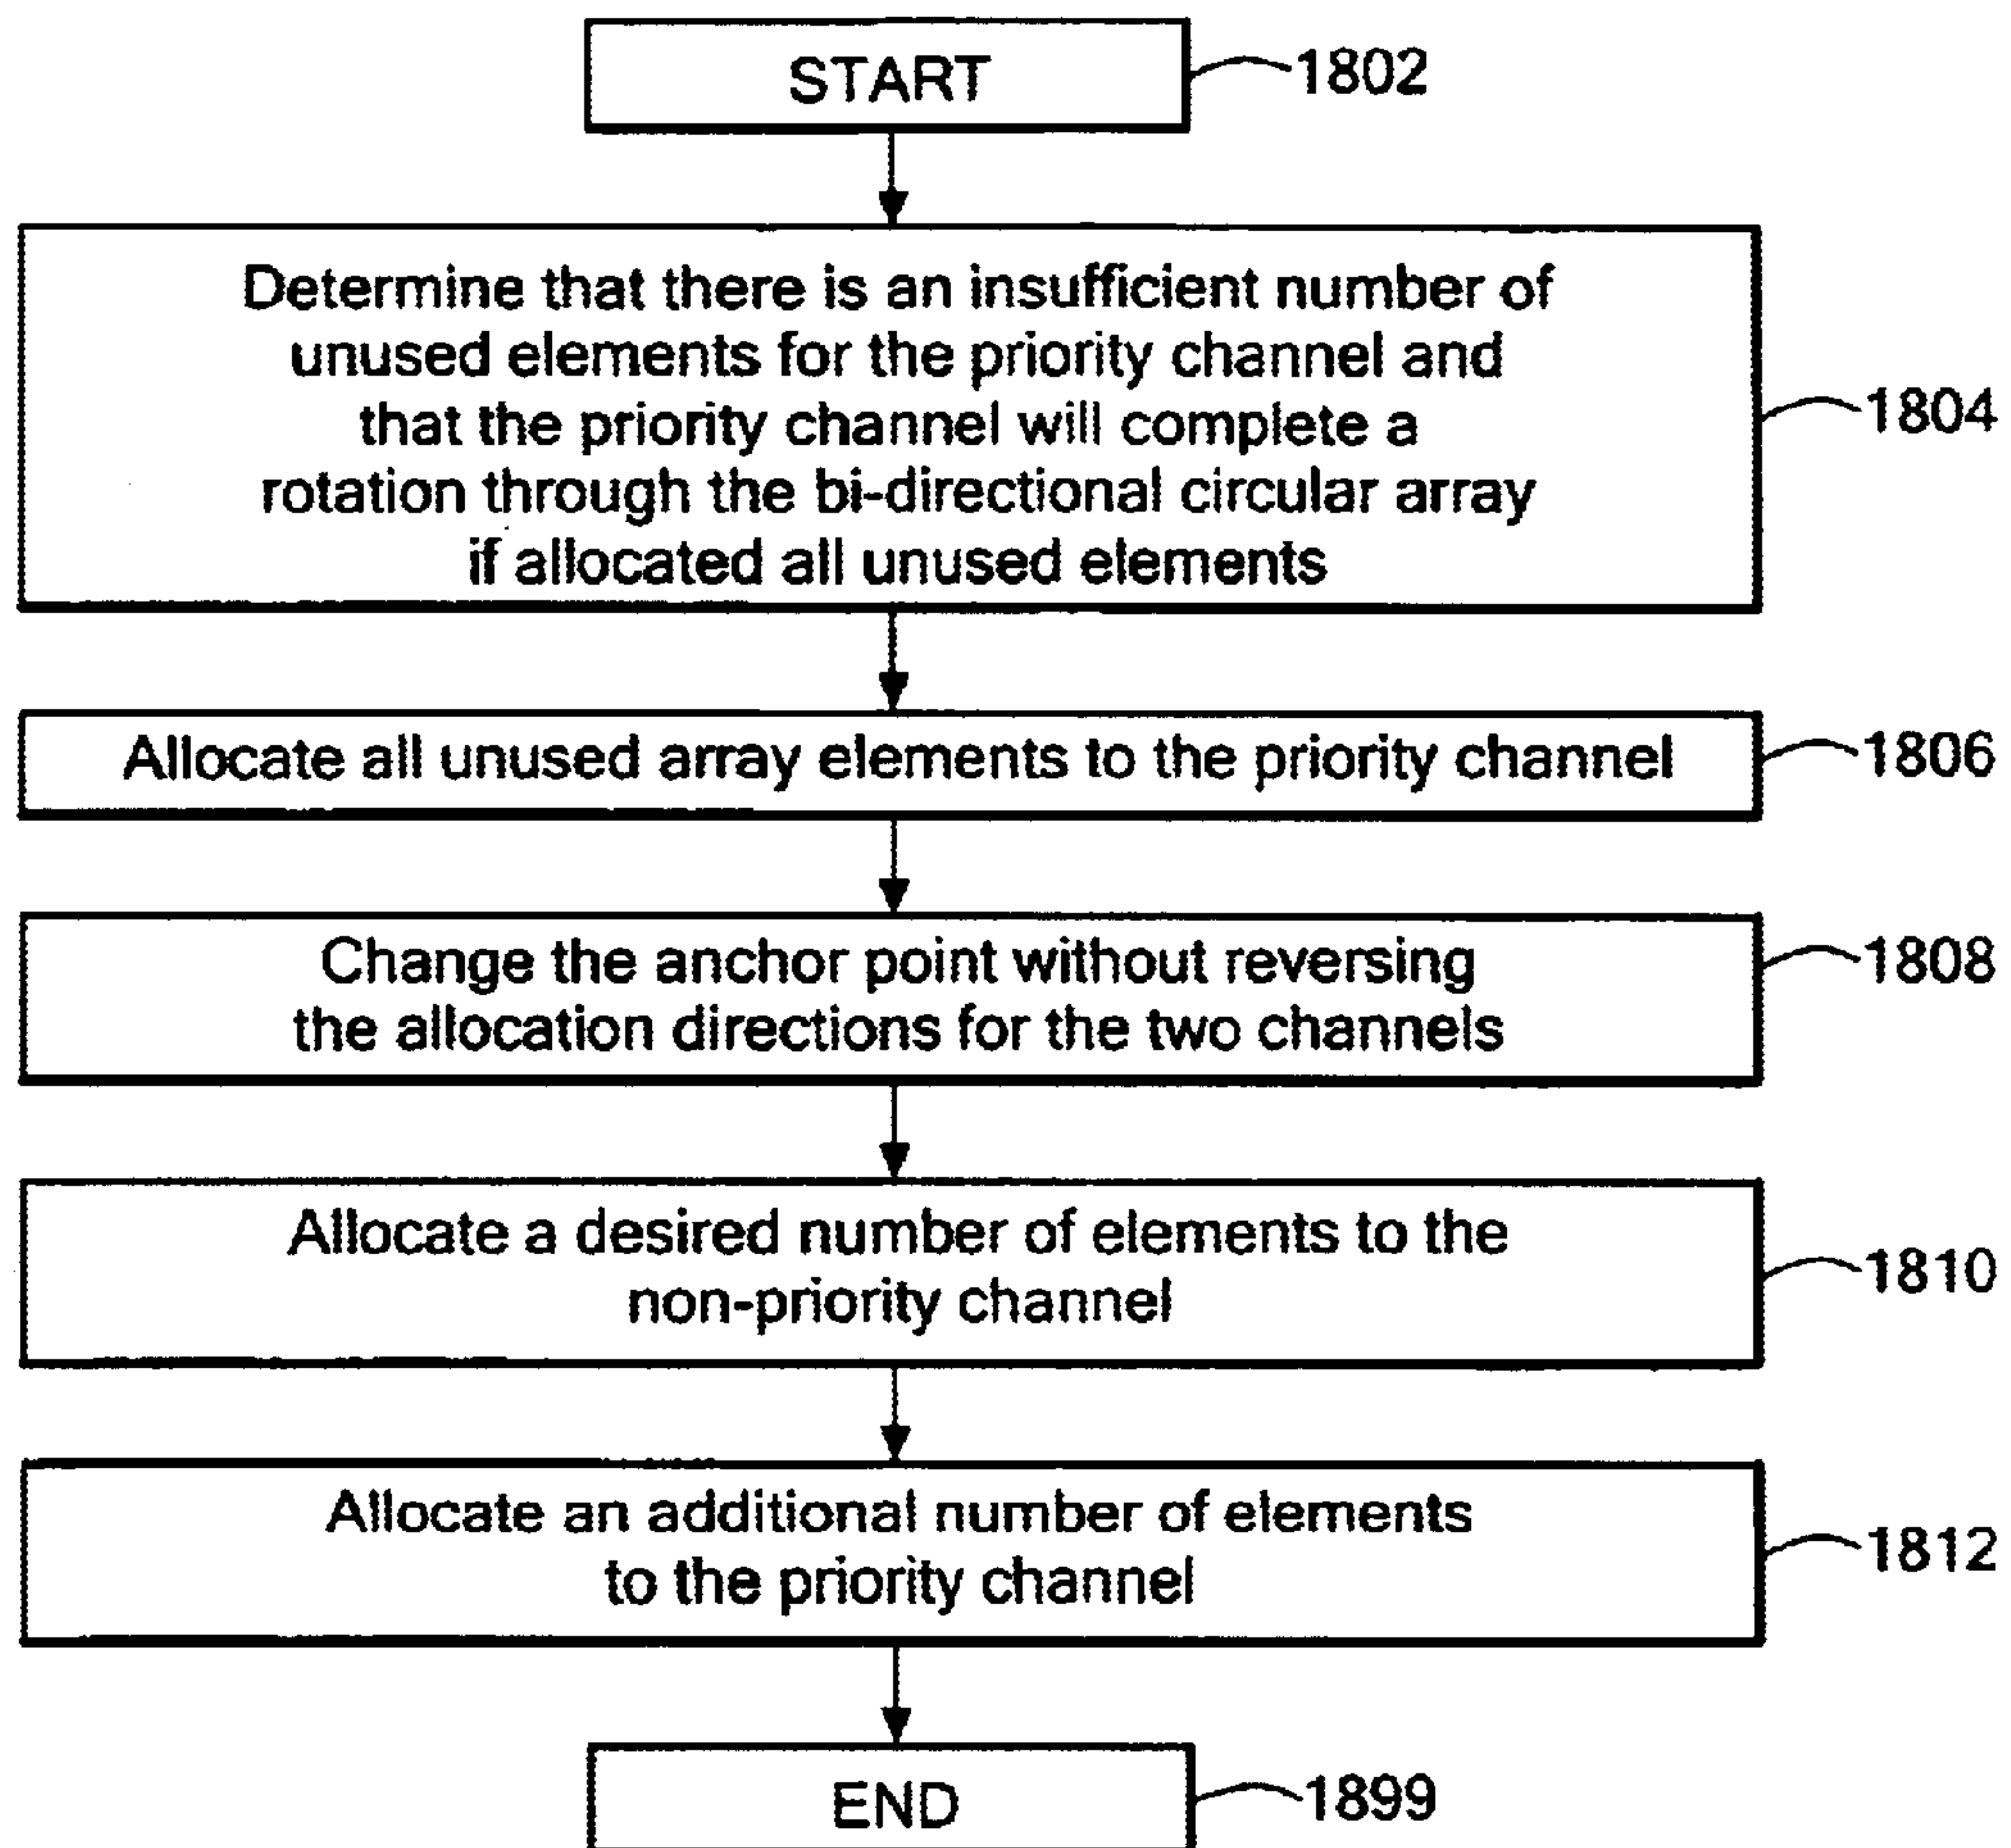 START
1802
Determine that there is an insufficient number of
unused elements for the priority channel and
that the priority channel will complete a
rotation through the bi-directional circular array
if allocated all unused elements
1804
Allocate all unused array elements to the priority channel
1806
Change the anchor point without reversing
the allocation directions for the two channels
1808
Allocate a desired number of elements to the
non-priority channel
1810
Allocate an additional number of elements
to the priority channel
1812
END
1899